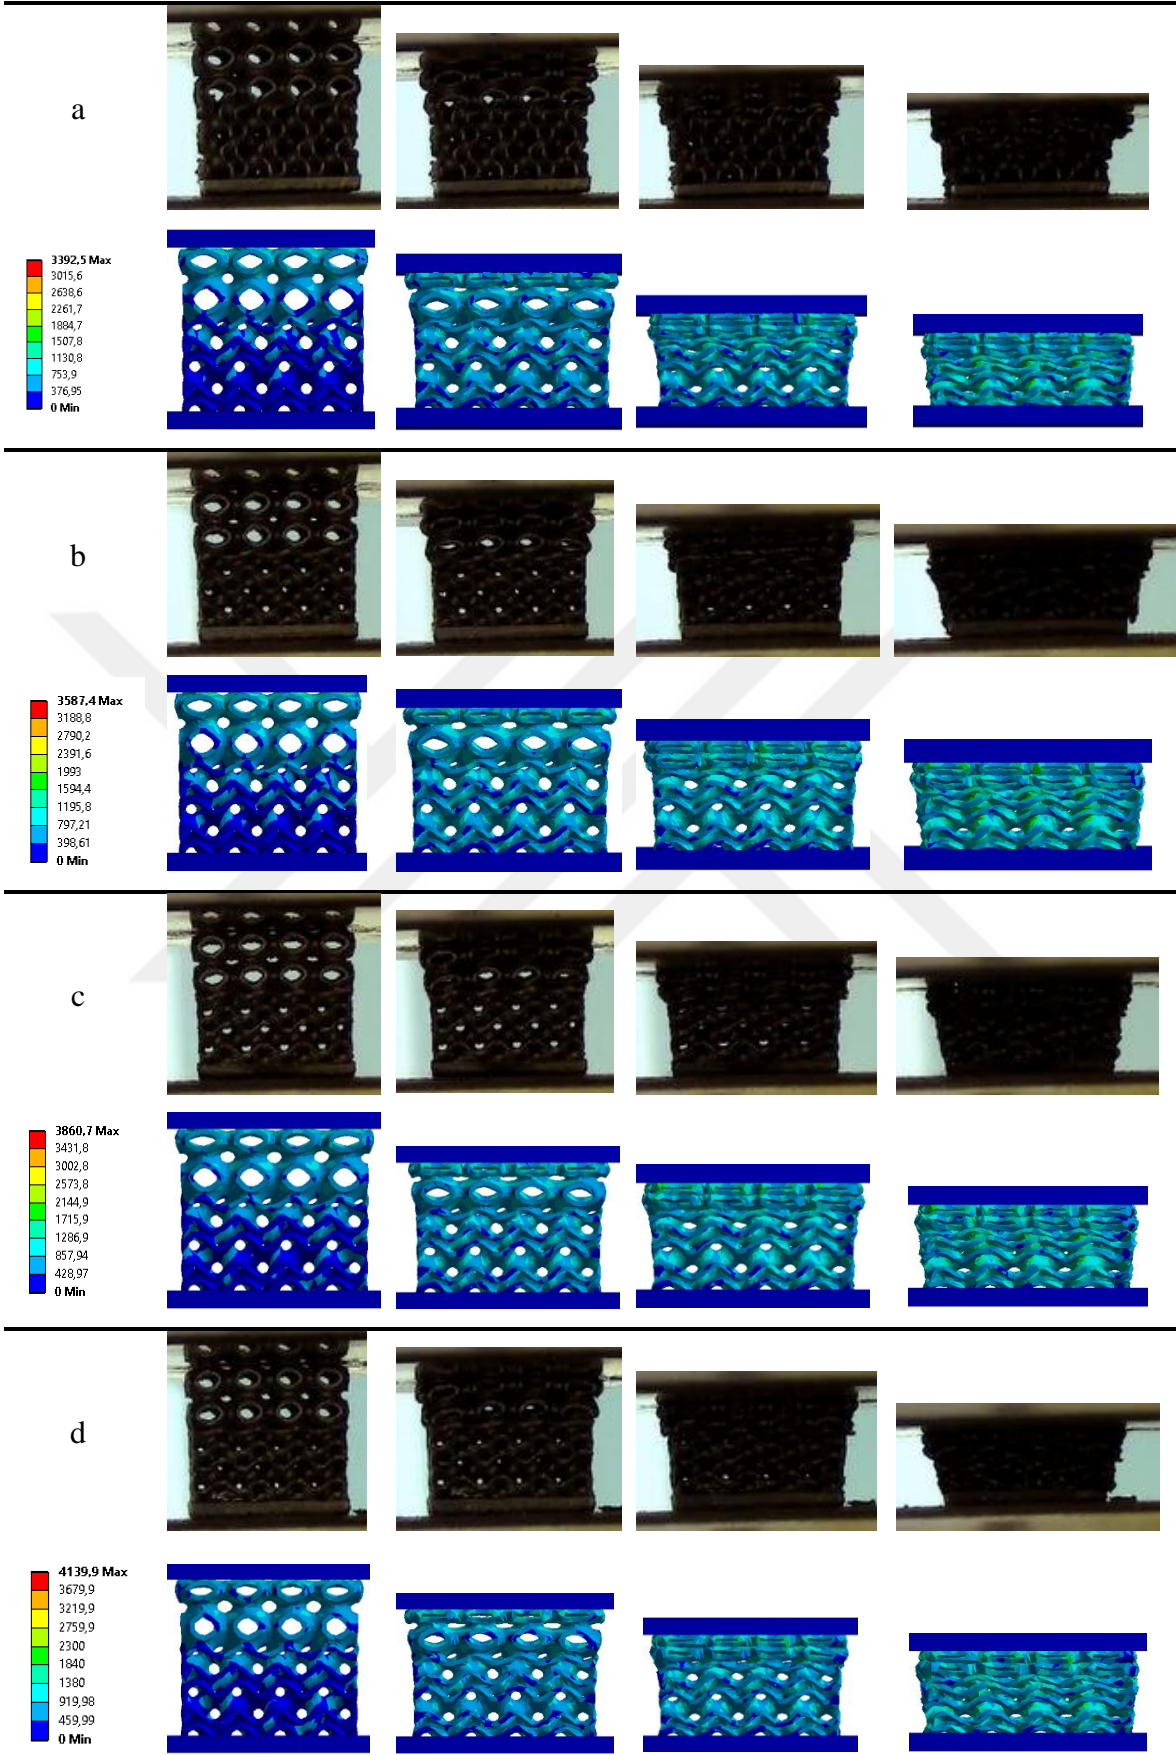 a
3392,5 Max
3015,6
2638,6
2261,7
1884,7
1507,8
1130,8
753,9
376,95
0 Min
b
3587,4 Max
3188,8
2790,2
2391,6
1993
1594,4
1195,8
797,21
398,61
0 Min
c
3860,7 Max
3431,8
3002,8
2573,8
2144,9
1715,9
1286,9
857,94
428,97
0 Min
d
4139,9 Max
3679,9
3219,9
2759,9
2300
1840
1380
919,98
459,99
0 Min